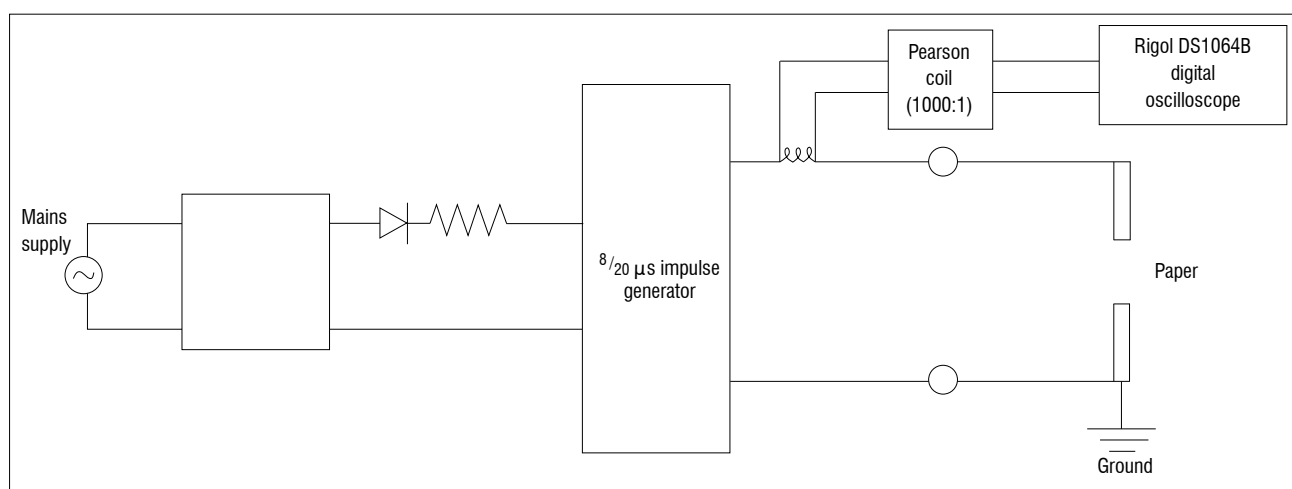 Pearson
coil
(1000:1)
Rigol DS1064B
digital
oscilloscope
Mains
supply
8/20 μs impulse
generator
Paper
Ground